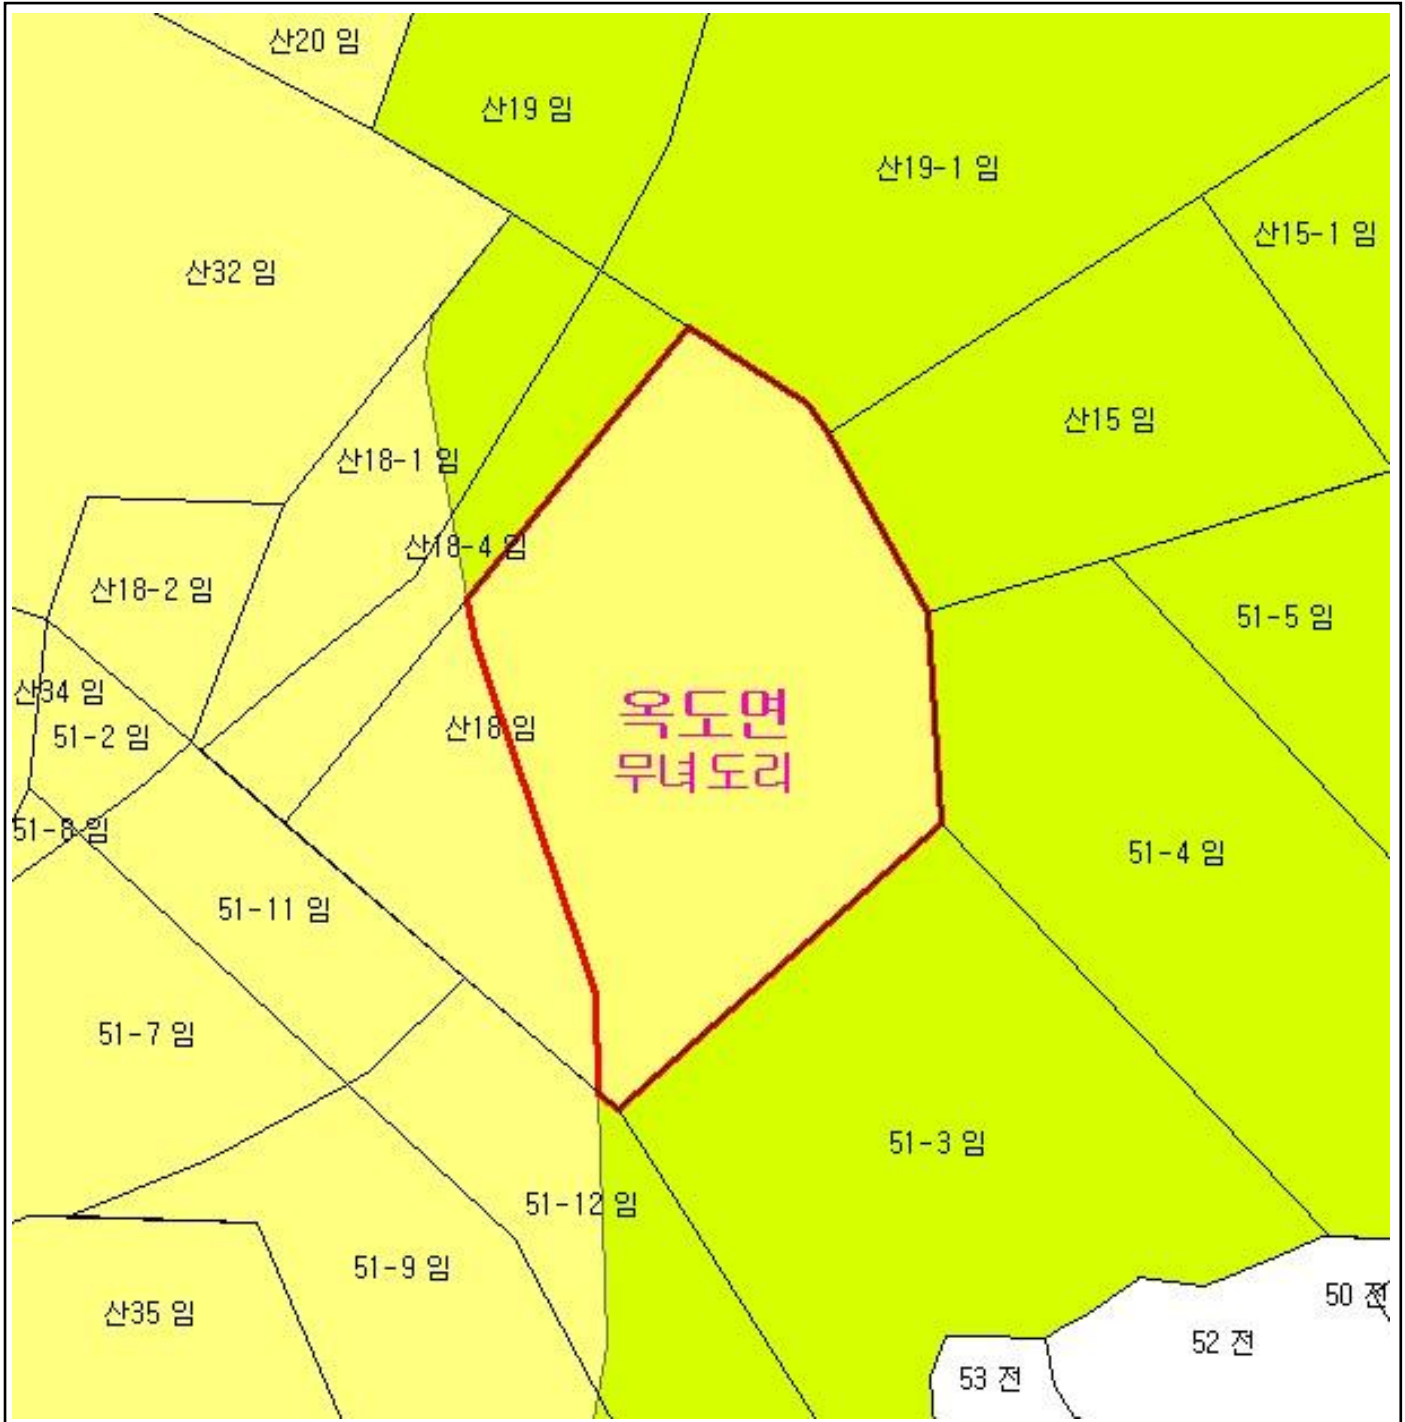 산20 임
산19 임
산19-1 임
산15-1 임
산32 임
산15 임
산18-1 임
산18-4 임
산18-2 임
51-5 임
산34 임
옥도면
무녀도리
산18 임
51-2 임
51-8 임
51-4 임
51-11 임
51-7 임
51-3 임
51-12 임
51-9 임
산35 임
50 전
52 전
53 전